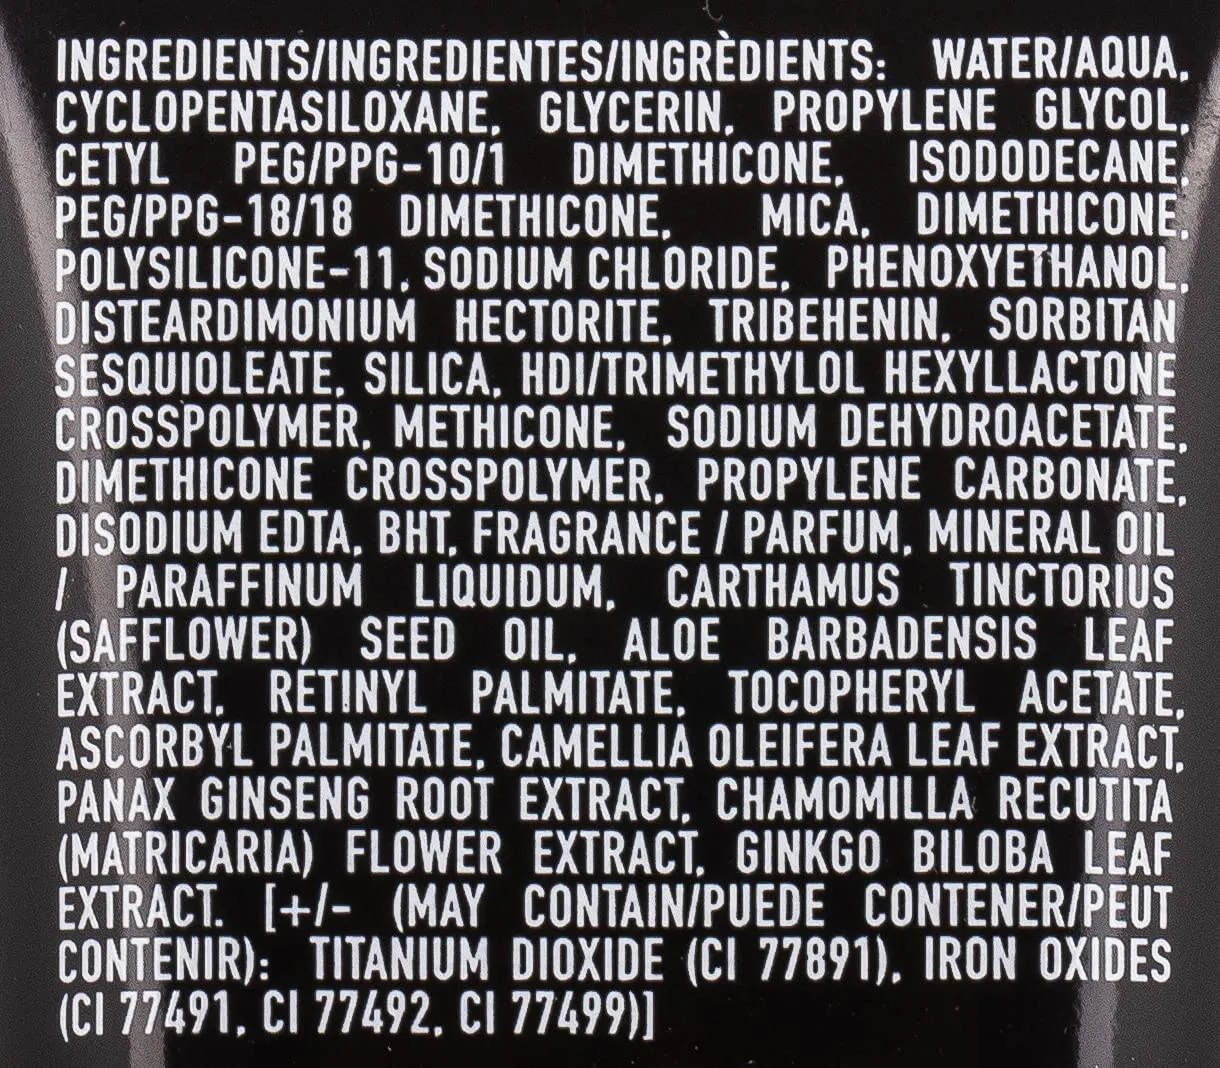 INGREDIENTS/INGREDIENTES/INGRÈDIENTS: WATER/AQUA,
CYCLOPENTASILOXANE, GLYCERIN, PROPYLENE GLYCOL,
CETYL PEG/PPG-10/1 DIMETHICONE, ISODODECANE,
PEG/PPG-18/18 DIMETHICONE, MICA, DIMETHICONE,
POLYSILICONE-11, SODIUM CHLORIDE, PHENOXYETHANOL,
DISTEARDIMONIUM HECTORITE, TRIBEHENIN, SORBITAN
SESQUIOLEATE, SILICA, HDI/TRIMETHYLOL HEXYLLACTONE
CROSSPOLYMER, METHICONE, SODIUM DEHYDROACETATE,
DIMETHICONE CROSSPOLYMER, PROPYLENE CARBONATE,
DISODIUM EDTA, BHT, FRAGRANCE / PARFUM, MINERAL OIL
/ PARAFFINUM LIQUIDUM, CARTHAMUS TINCTORIUS
(SAFFLOWER) SEED OIL, ALOE BARBADENSIS LEAF
EXTRACT, RETINYL PALMITATE, TOCOPHERYL ACETATE,
ASCORBYL PALMITATE, CAMELLIA OLEIFERA LEAF EXTRACT,
PANAX GINSENG ROOT EXTRACT, CHAMOMILLA RECUTITA
(MATRICARIA) FLOWER EXTRACT, GINKGO BILOBA LEAF
EXTRACT. [+/- (MAY CONTAIN/PUEDE CONTENER/PEUT
CONTENIR): TITANIUM DIOXIDE (CI 77891), IRON OXIDES
(CI 77491, CI 77492, CI 77499)]